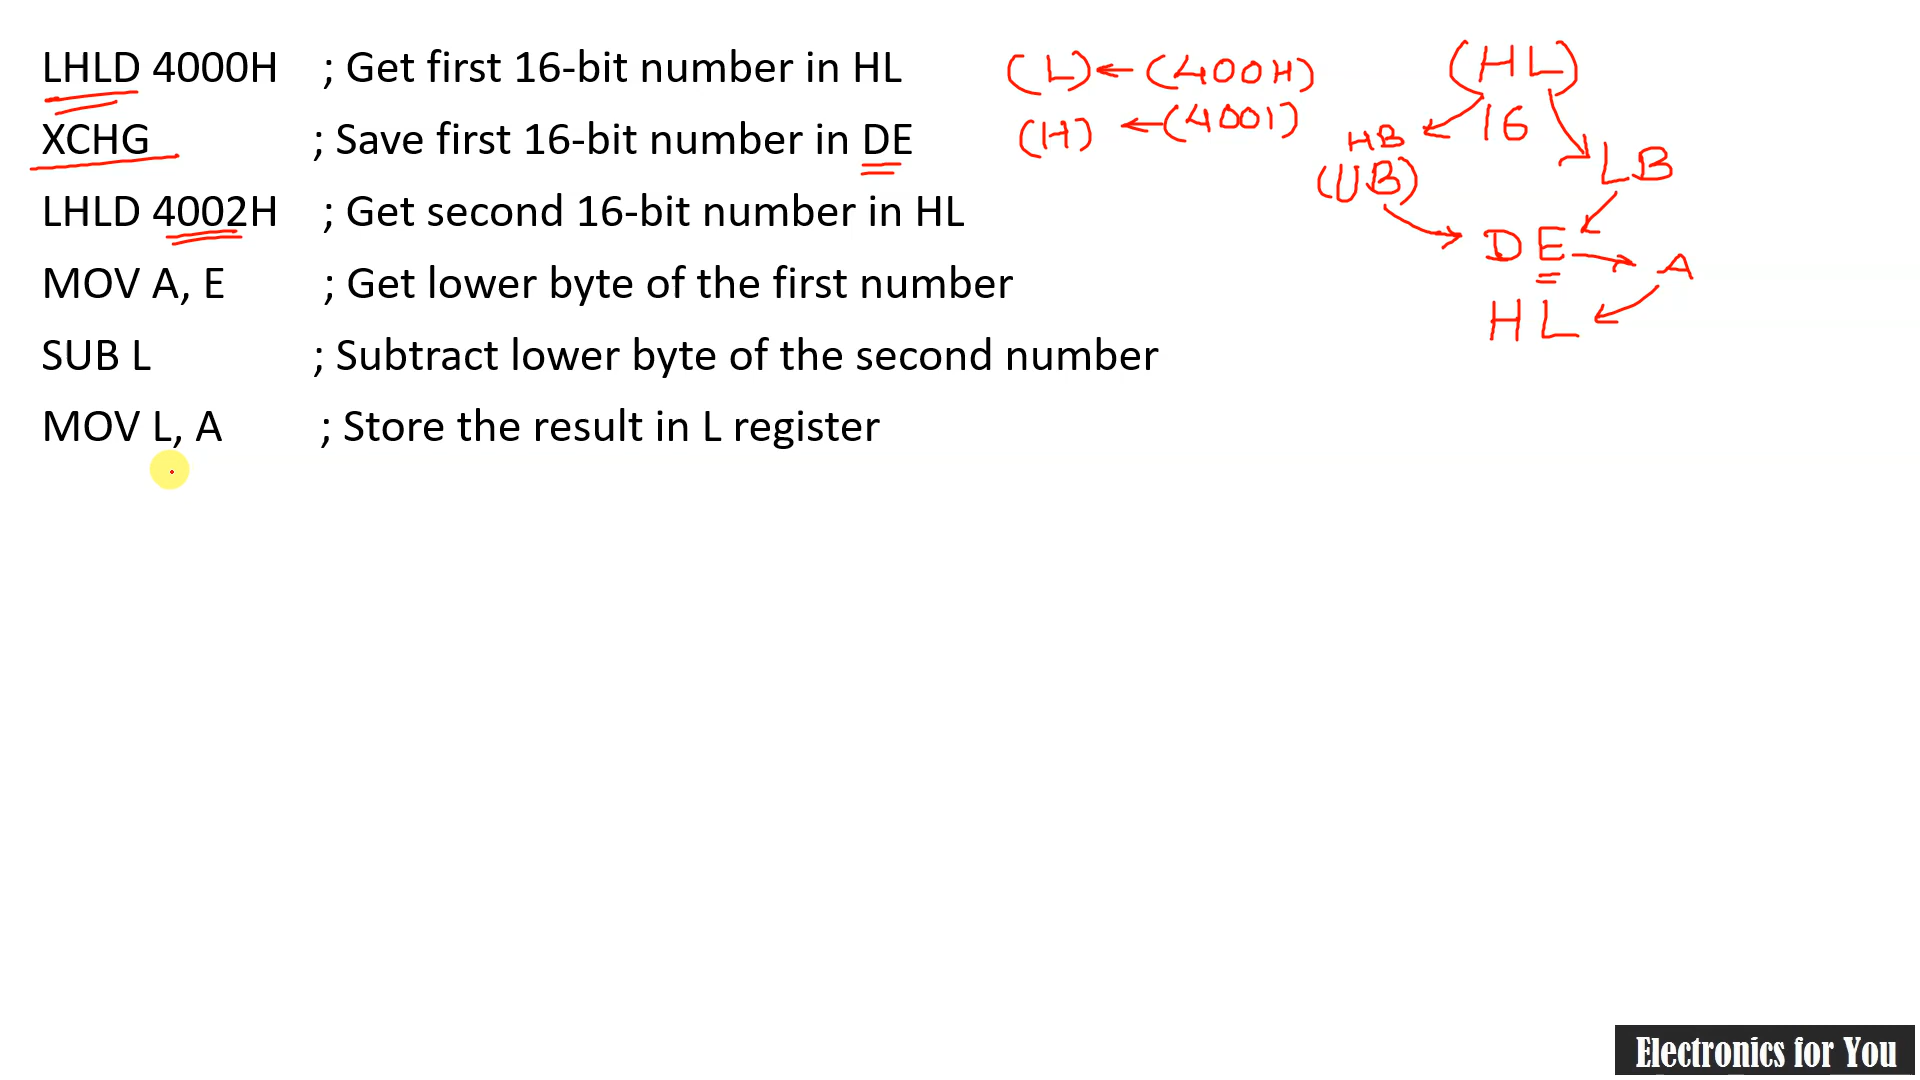 LHLD 4000H ; Get first 16-bit number in HL
XCHG ; Save first 16-bit number in DE
LHLD 4002H ; Get second 16-bit number in HL
MOV A, E ; Get lower byte of the first number
SUB L ; Subtract lower byte of the second number
MOV L, A ; Store the result in L register
(L) ← (400H)
(H) ← (4001)
(HL)
16
HB
(UB)
LB
DE → A
HL
Electronics for You